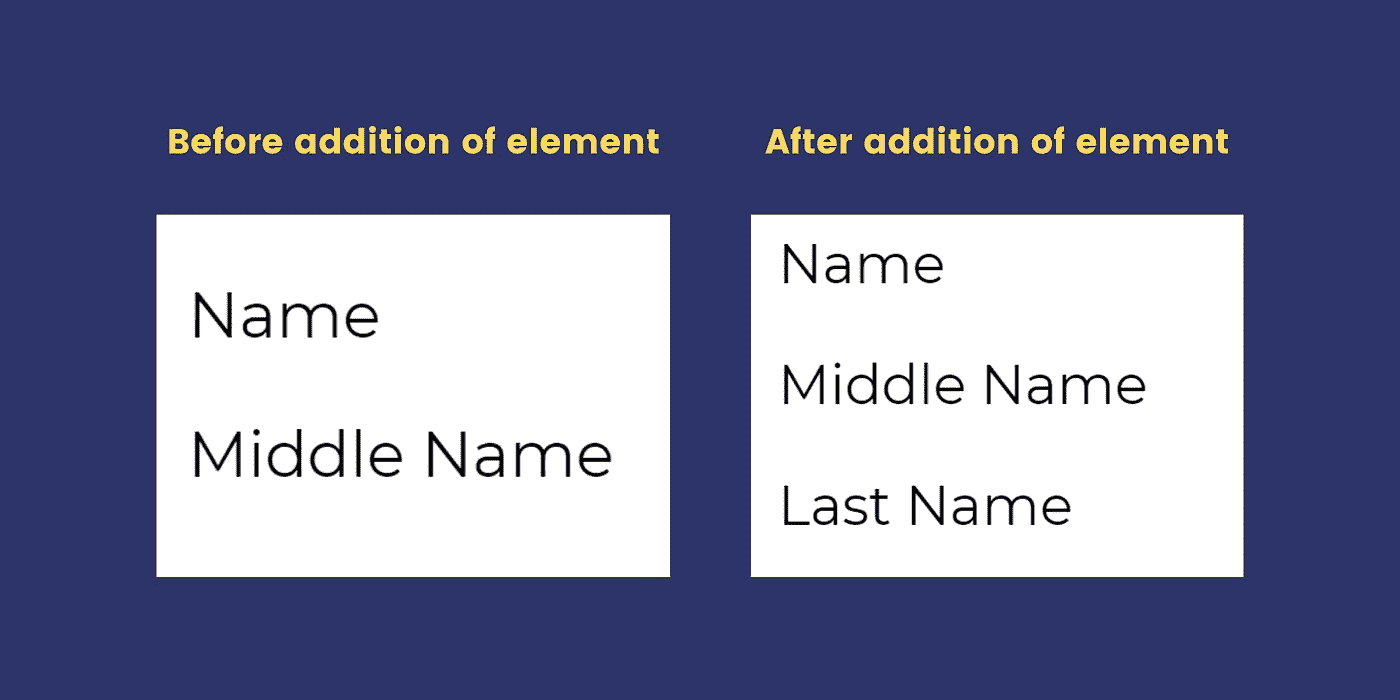 Before addition of element
Name
Middle Name
After addition of element
Name
Middle Name
Last Name